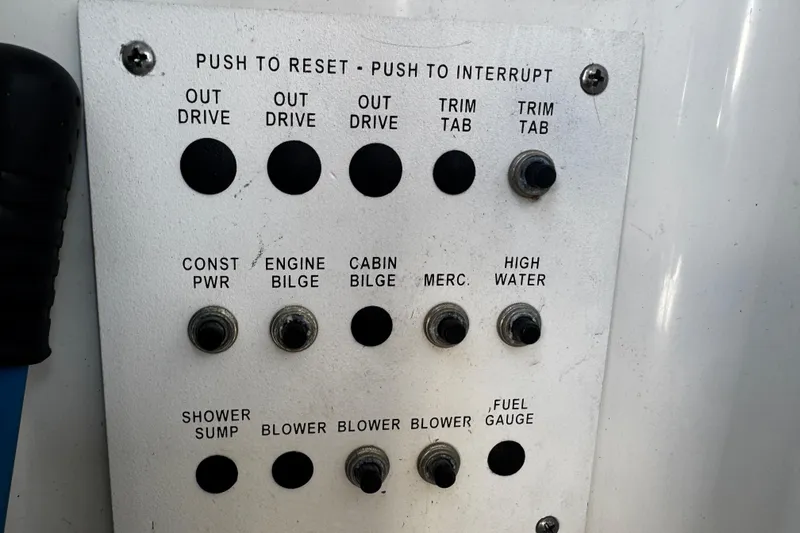 PUSH TO RESET - PUSH TO INTERRUPT
OUT DRIVE
OUT DRIVE
OUT DRIVE
TRIM TAB
TRIM TAB
CONST PWR
ENGINE BILGE
CABIN BILGE
MERC.
HIGH WATER
SHOWER SUMP
BLOWER
BLOWER
BLOWER
FUEL GAUGE